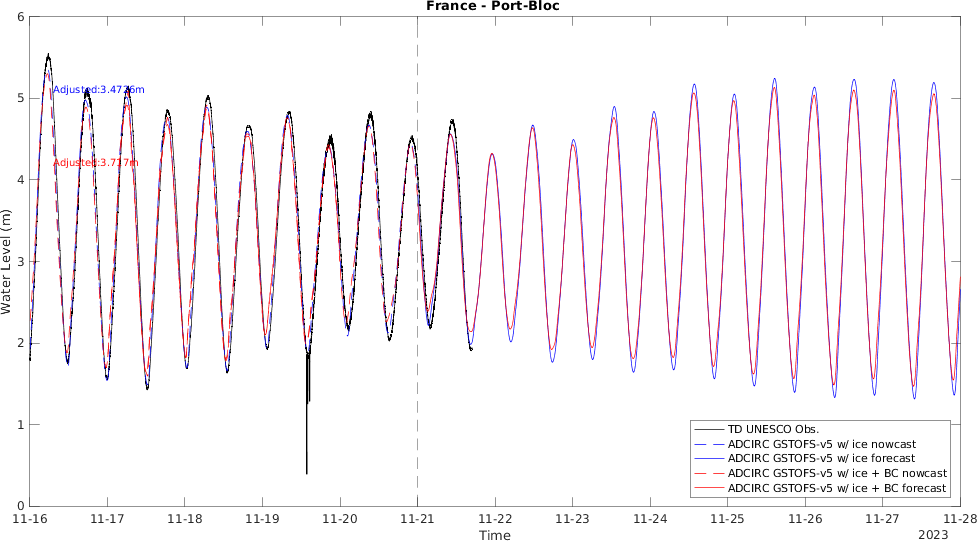 France - Port-Bloc
6
5
4
3
2
1
0
Water Level (m)
Adjusted:3.4726m
Adjusted:3.717m
TD UNESCO Obs.
ADCIRC GSTOFS-v5 w/ ice nowcast
ADCIRC GSTOFS-v5 w/ ice forecast
ADCIRC GSTOFS-v5 w/ ice + BC nowcast
ADCIRC GSTOFS-v5 w/ ice + BC forecast
11-16 11-17 11-18 11-19 11-20 11-21 11-22 11-23 11-24 11-25 11-26 11-27 11-28
Time
2023